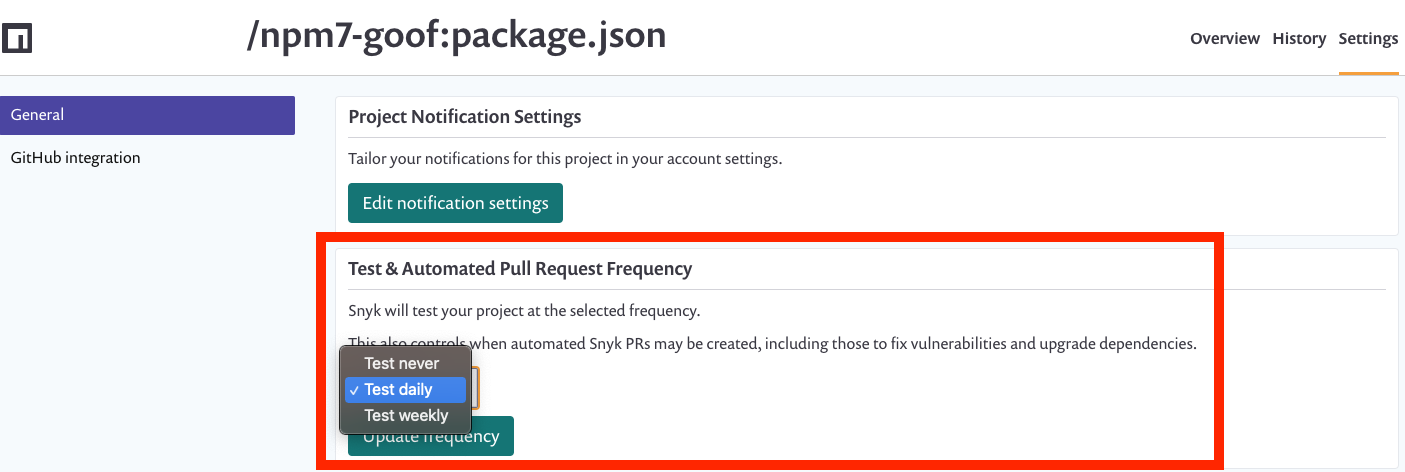 /npm7-goof:package.json
Overview History Settings
General
GitHub integration
Project Notification Settings
Tailor your notifications for this project in your account settings.
Edit notification settings
Test & Automated Pull Request Frequency
Snyk will test your project at the selected frequency.
This also controls when automated Snyk PRs may be created, including those to fix vulnerabilities and upgrade dependencies.
Test never
✓ Test daily
Test weekly
Update frequency